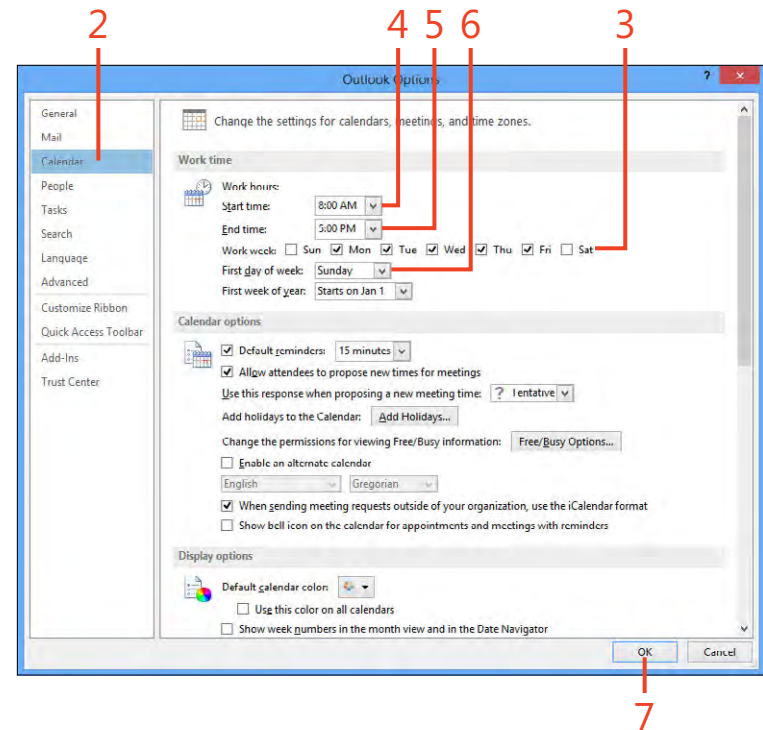 2 4 5 6 3
Outlook Options ?
General
Mail
Calendar
People
Tasks
Search
Language
Advanced
Customize Ribbon
Quick Access Toolbar
Add-Ins
Trust Center
Change the settings for calendars, meetings, and time zones.
Work time
Work hours:
Start time: 8:00 AM
End time: 5:00 PM
Work week: Sun Mon Tue Wed Thu Fri Sat
First day of week: Sunday
First week of year: Starts on Jan 1
Calendar options
Default reminders: 15 minutes
Allow attendees to propose new times for meetings
Use this response when proposing a new meeting time: ? Tentative
Add holidays to the Calendar: Add Holidays...
Change the permissions for viewing Free/Busy information: Free/Busy Options...
Enable an alternate calendar
English Gregorian
When sending meeting requests outside of your organization, use the iCalendar format
Show bell icon on the calendar for appointments and meetings with reminders
Display options
Default calendar color:
Use this color on all calendars
Show week numbers in the month view and in the Date Navigator
OK Cancel
7